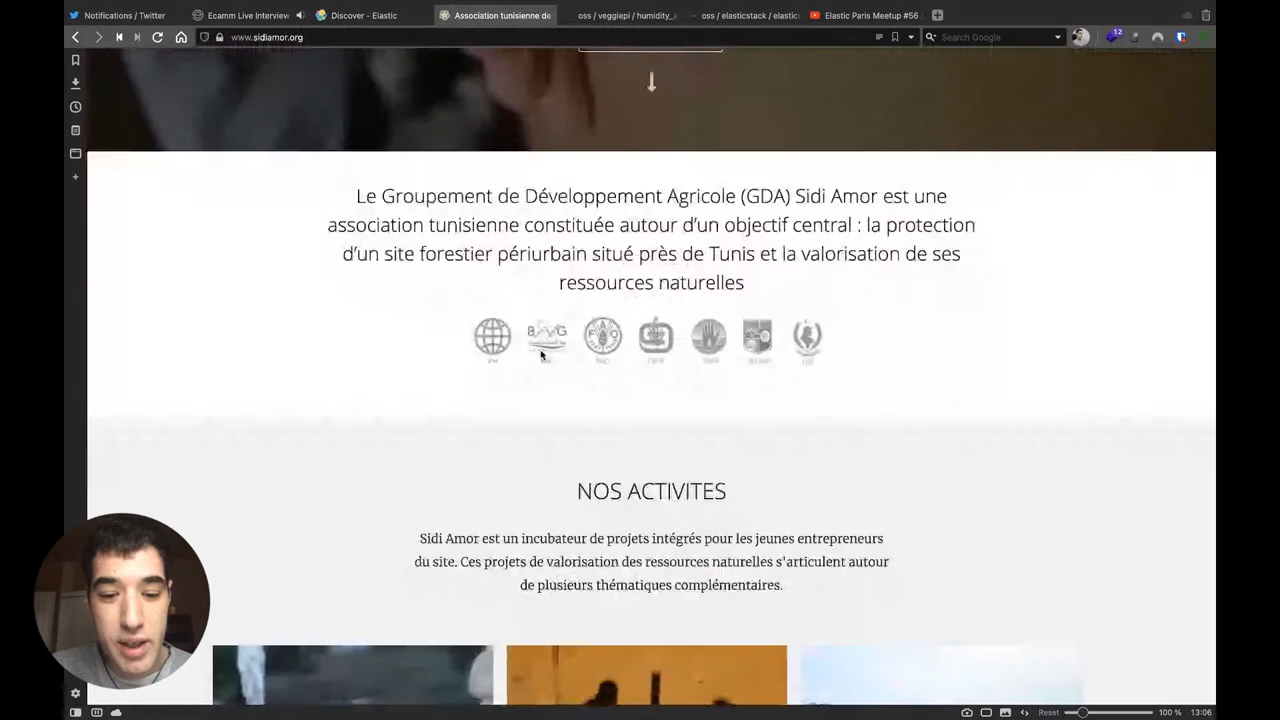 Notifications / Twitter
Ecamm Live Interview
Discover - Elastic
Association tunisienne de
oss / veggiepi / humidity_
oss / elasticstack / elastics
Elastic Paris Meetup #56
www.sidiamor.org
Search Google
12
Le Groupement de Développement Agricole (GDA) Sidi Amor est une
association tunisienne constituée autour d’un objectif central : la protection
d’un site forestier périurbain situé près de Tunis et la valorisation de ses
ressources naturelles
NOS ACTIVITES
Sidi Amor est un incubateur de projets intégrés pour les jeunes entrepreneurs
du site. Ces projets de valorisation des ressources naturelles s'articulent autour
de plusieurs thématiques complémentaires.
Reset
100 %
13:06